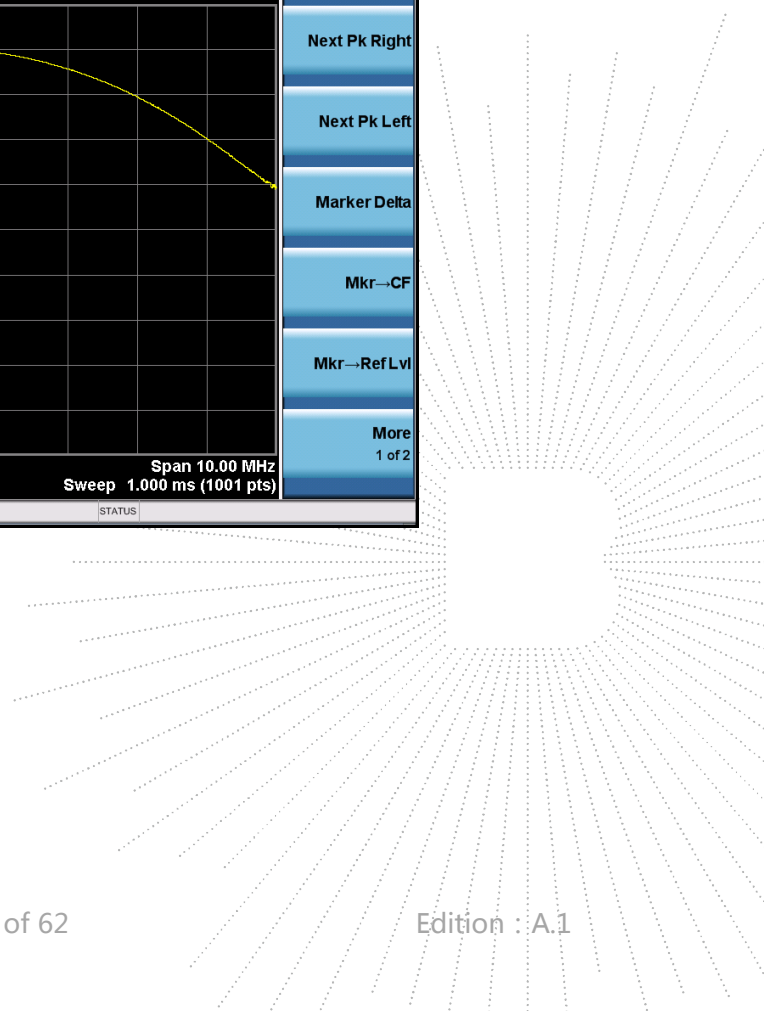 Next Pk Right
Next Pk Left
Marker Delta
Mkr→CF
Mkr→Ref Lvl
More
1 of 2
Span 10.00 MHz
Sweep 1.000 ms (1001 pts)
STATUS
of 62
Edition : A.1